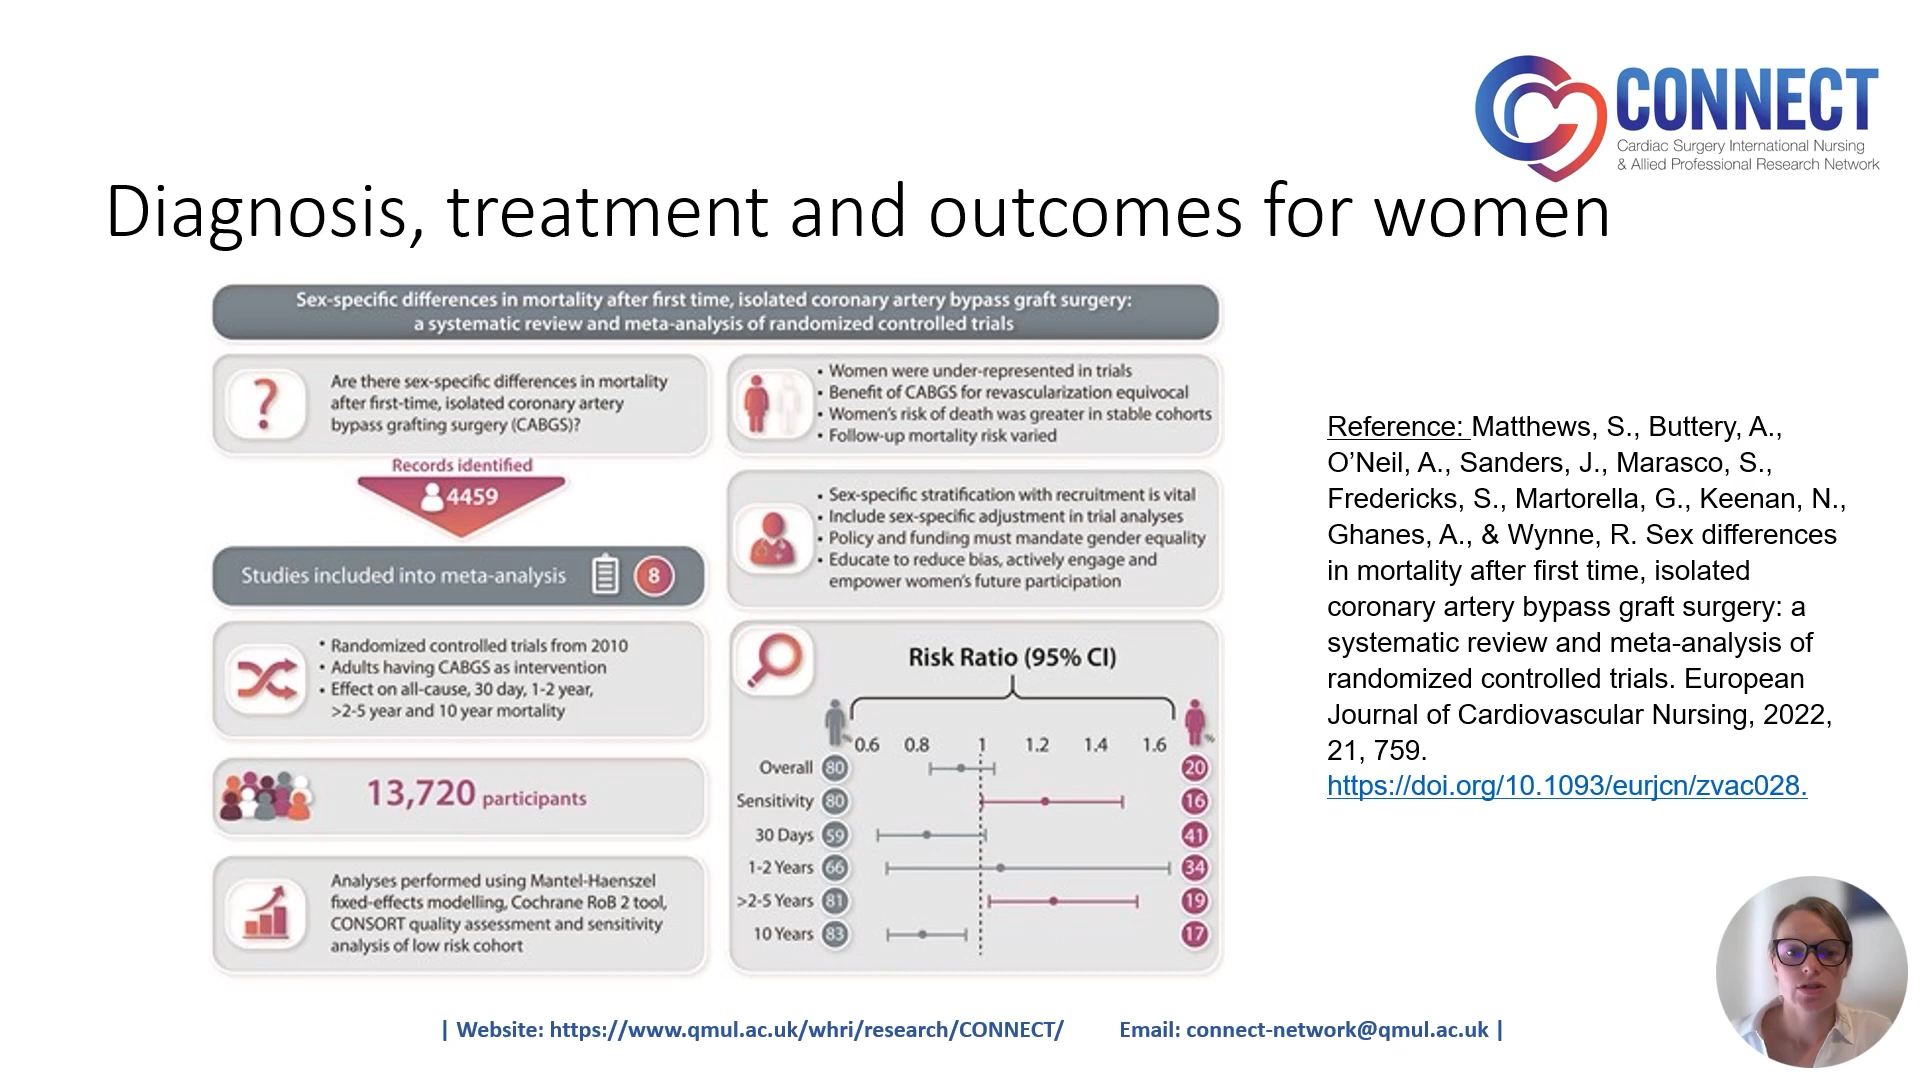 CONNECT
Cardiac Surgery International Nursing
& Allied Professional Research Network
Diagnosis, treatment and outcomes for women
Sex-specific differences in mortality after first time, isolated coronary artery bypass graft surgery:
a systematic review and meta-analysis of randomized controlled trials
?
Are there sex-specific differences in mortality
after first-time, isolated coronary artery
bypass grafting surgery (CABGS)?
Records identified
4459
Studies included into meta-analysis 8
• Randomized controlled trials from 2010
• Adults having CABGS as intervention
• Effect on all-cause, 30 day, 1-2 year,
>2-5 year and 10 year mortality
13,720 participants
Analyses performed using Mantel-Haenszel
fixed-effects modelling, Cochrane RoB 2 tool,
CONSORT quality assessment and sensitivity
analysis of low risk cohort
• Women were under-represented in trials
• Benefit of CABGS for revascularization equivocal
• Women's risk of death was greater in stable cohorts
• Follow-up mortality risk varied
• Sex-specific stratification with recruitment is vital
• Include sex-specific adjustment in trial analyses
• Policy and funding must mandate gender equality
• Educate to reduce bias, actively engage and
empower women's future participation
Risk Ratio (95% CI)
% 0.6 0.8 1 1.2 1.4 1.6 %
Overall 80 20
Sensitivity 80 16
30 Days 59 41
1-2 Years 66 34
>2-5 Years 81 19
10 Years 83 17
Reference: Matthews, S., Buttery, A.,
O’Neil, A., Sanders, J., Marasco, S.,
Fredericks, S., Martorella, G., Keenan, N.,
Ghanes, A., & Wynne, R. Sex differences
in mortality after first time, isolated
coronary artery bypass graft surgery: a
systematic review and meta-analysis of
randomized controlled trials. European
Journal of Cardiovascular Nursing, 2022,
21, 759.
https://doi.org/10.1093/eurjcn/zvac028.
| Website: https://www.qmul.ac.uk/whri/research/CONNECT/ Email: connect-network@qmul.ac.uk |